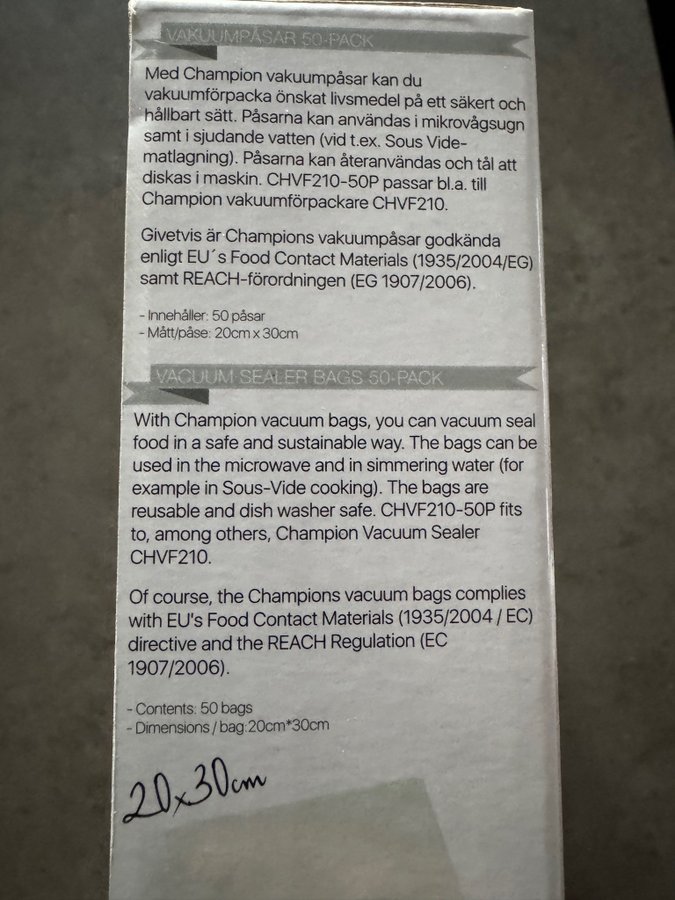 VAKUUMPÅSAR 50-PACK
Med Champion vakuumpåsar kan du
vakuumförpacka önskat livsmedel på ett säkert och
hållbart sätt. Påsarna kan användas i mikrovågsugn
samt i sjudande vatten (vid t.ex. Sous Vide-
matlagning). Påsarna kan återanvändas och tål att
diskas i maskin. CHVF210-50P passar bl.a. till
Champion vakuumförpackare CHVF210.
Givetvis är Champions vakuumpåsar godkända
enligt EU´s Food Contact Materials (1935/2004/EG)
samt REACH-förordningen (EG 1907/2006).
- Innehåller: 50 påsar
- Mått/påse: 20cm x 30cm
VACUUM SEALER BAGS 50-PACK
With Champion vacuum bags, you can vacuum seal
food in a safe and sustainable way. The bags can be
used in the microwave and in simmering water (for
example in Sous-Vide cooking). The bags are
reusable and dish washer safe. CHVF210-50P fits
to, among others, Champion Vacuum Sealer
CHVF210.
Of course, the Champions vacuum bags complies
with EU's Food Contact Materials (1935/2004 / EC)
directive and the REACH Regulation (EC
1907/2006).
- Contents: 50 bags
- Dimensions / bag:20cm*30cm
20x30cm